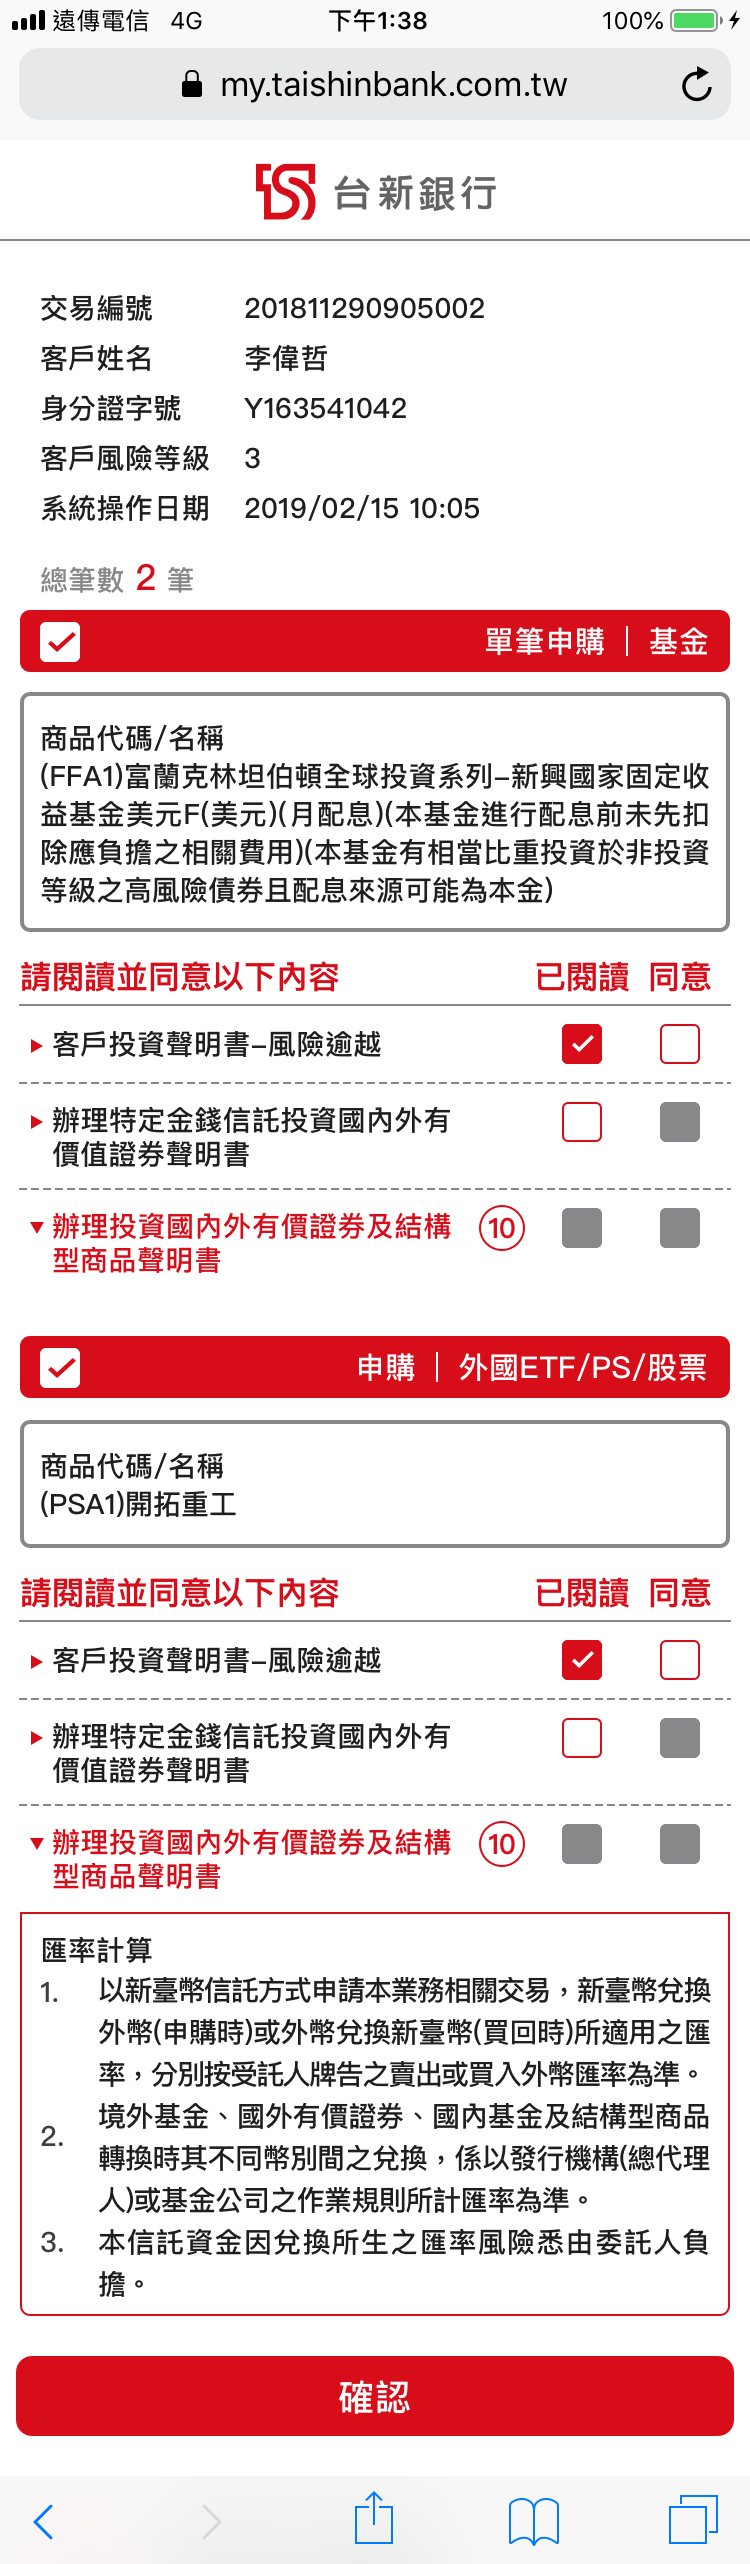 遠傳電信 4G 下午1:38 100%
my.taishinbank.com.tw
台新銀行
交易編號 201811290905002
客戶姓名 李偉哲
身分證字號 Y163541042
客戶風險等級 3
系統操作日期 2019/02/15 10:05
總筆數 2 筆
單筆申購 | 基金
商品代碼/名稱
(FFA1)富蘭克林坦伯頓全球投資系列–新興國家固定收
益基金美元F(美元)(月配息)(本基金進行配息前未先扣
除應負擔之相關費用)(本基金有相當比重投資於非投資
等級之高風險債券且配息來源可能為本金)
請閱讀並同意以下內容 已閱讀 同意
客戶投資聲明書–風險逾越
辦理特定金錢信託投資國內外有
價值證券聲明書
辦理投資國內外有價證券及結構 10
型商品聲明書
申購 | 外國ETF/PS/股票
商品代碼/名稱
(PSA1)開拓重工
請閱讀並同意以下內容 已閱讀 同意
客戶投資聲明書–風險逾越
辦理特定金錢信託投資國內外有
價值證券聲明書
辦理投資國內外有價證券及結構 10
型商品聲明書
匯率計算
1. 以新臺幣信託方式申請本業務相關交易，新臺幣兌換
外幣(申購時)或外幣兌換新臺幣(買回時)所適用之匯
率，分別按受託人牌告之賣出或買入外幣匯率為準。
2. 境外基金、國外有價證券、國內基金及結構型商品
轉換時其不同幣別間之兌換，係以發行機構(總代理
人)或基金公司之作業規則所計匯率為準。
3. 本信託資金因兌換所生之匯率風險悉由委託人負
擔。
確認